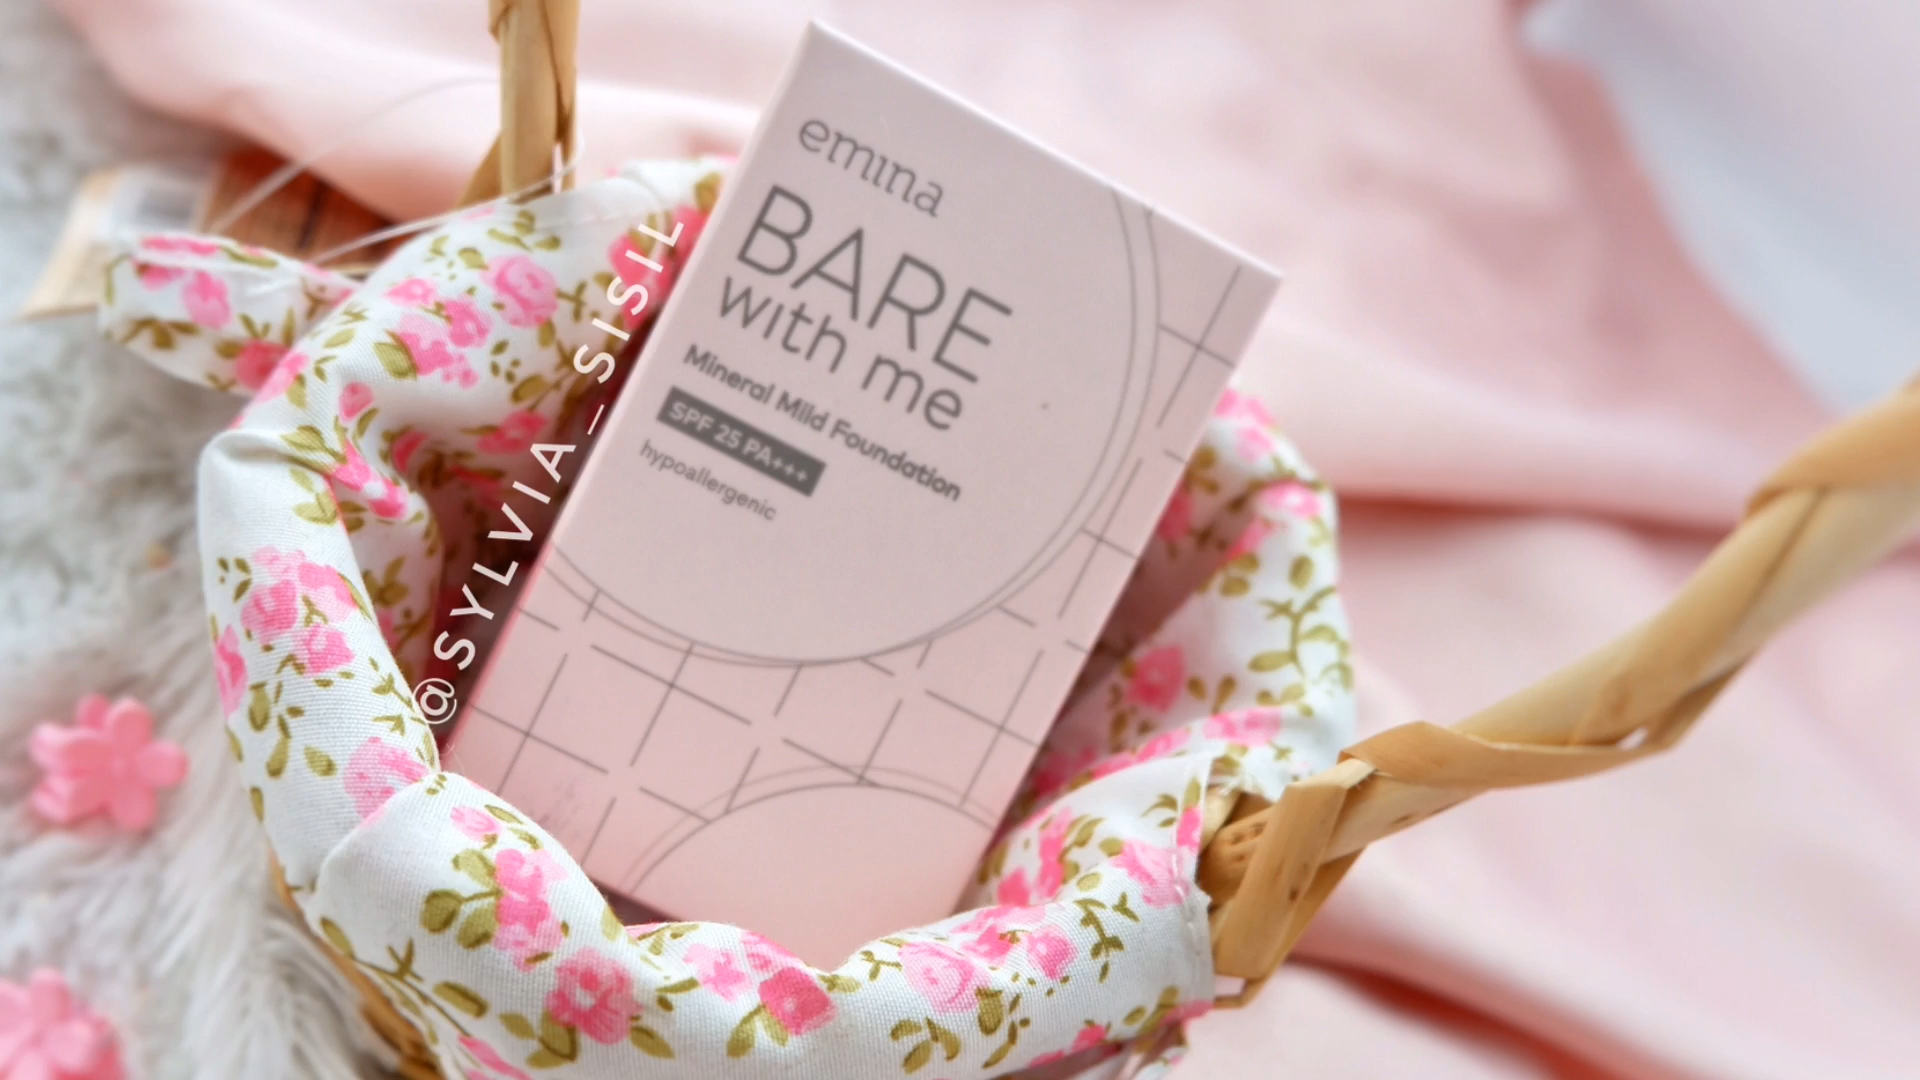 emina
BARE
with me
Mineral Mild Foundation
SPF 25 PA+++
hypoallergenic
@SYLVIA_SISIL